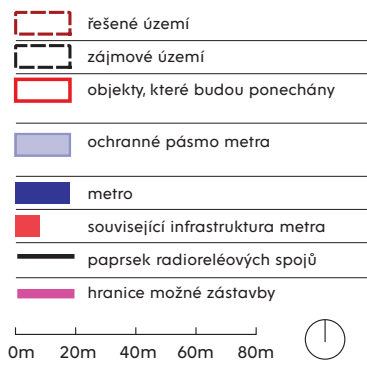 řešené území
zájmové území
objekty, které budou ponechány
ochranné pásmo metra
metro
související infrastruktura metra
paprsek radioreléových spojů
hranice možné zástavby
0m 20m 40m 60m 80m